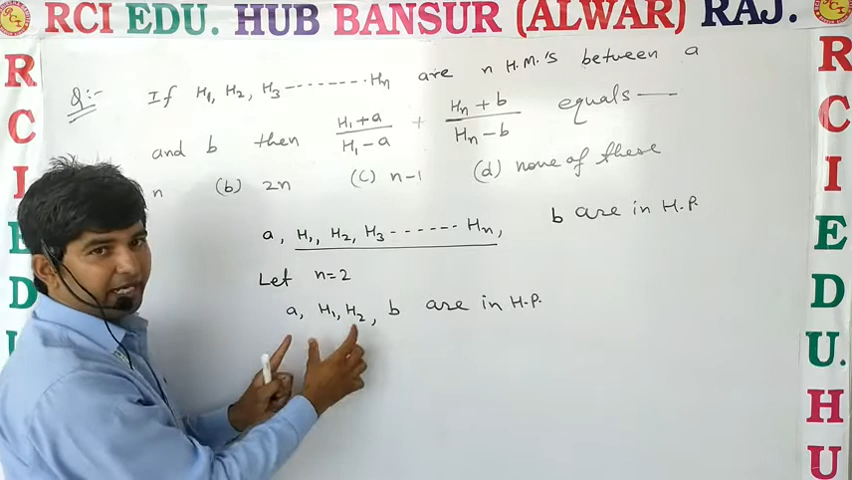 RCI EDU. HUB BANSUR (ALWAR) RAJ.
Q:- If H₁, H₂, H₃ -------- Hn are n H.M.'s between a
and b then (H₁+a)/(H₁-a) + (Hn+b)/(Hn-b) equals ——
n (b) 2n (c) n-1 (d) none of these
a, H₁, H₂, H₃ ------ Hn, b are in H.P.
Let n=2
a, H₁, H₂, b are in H.P.
R
C
I
E
D
R
C
I
E
D
U.
H
U